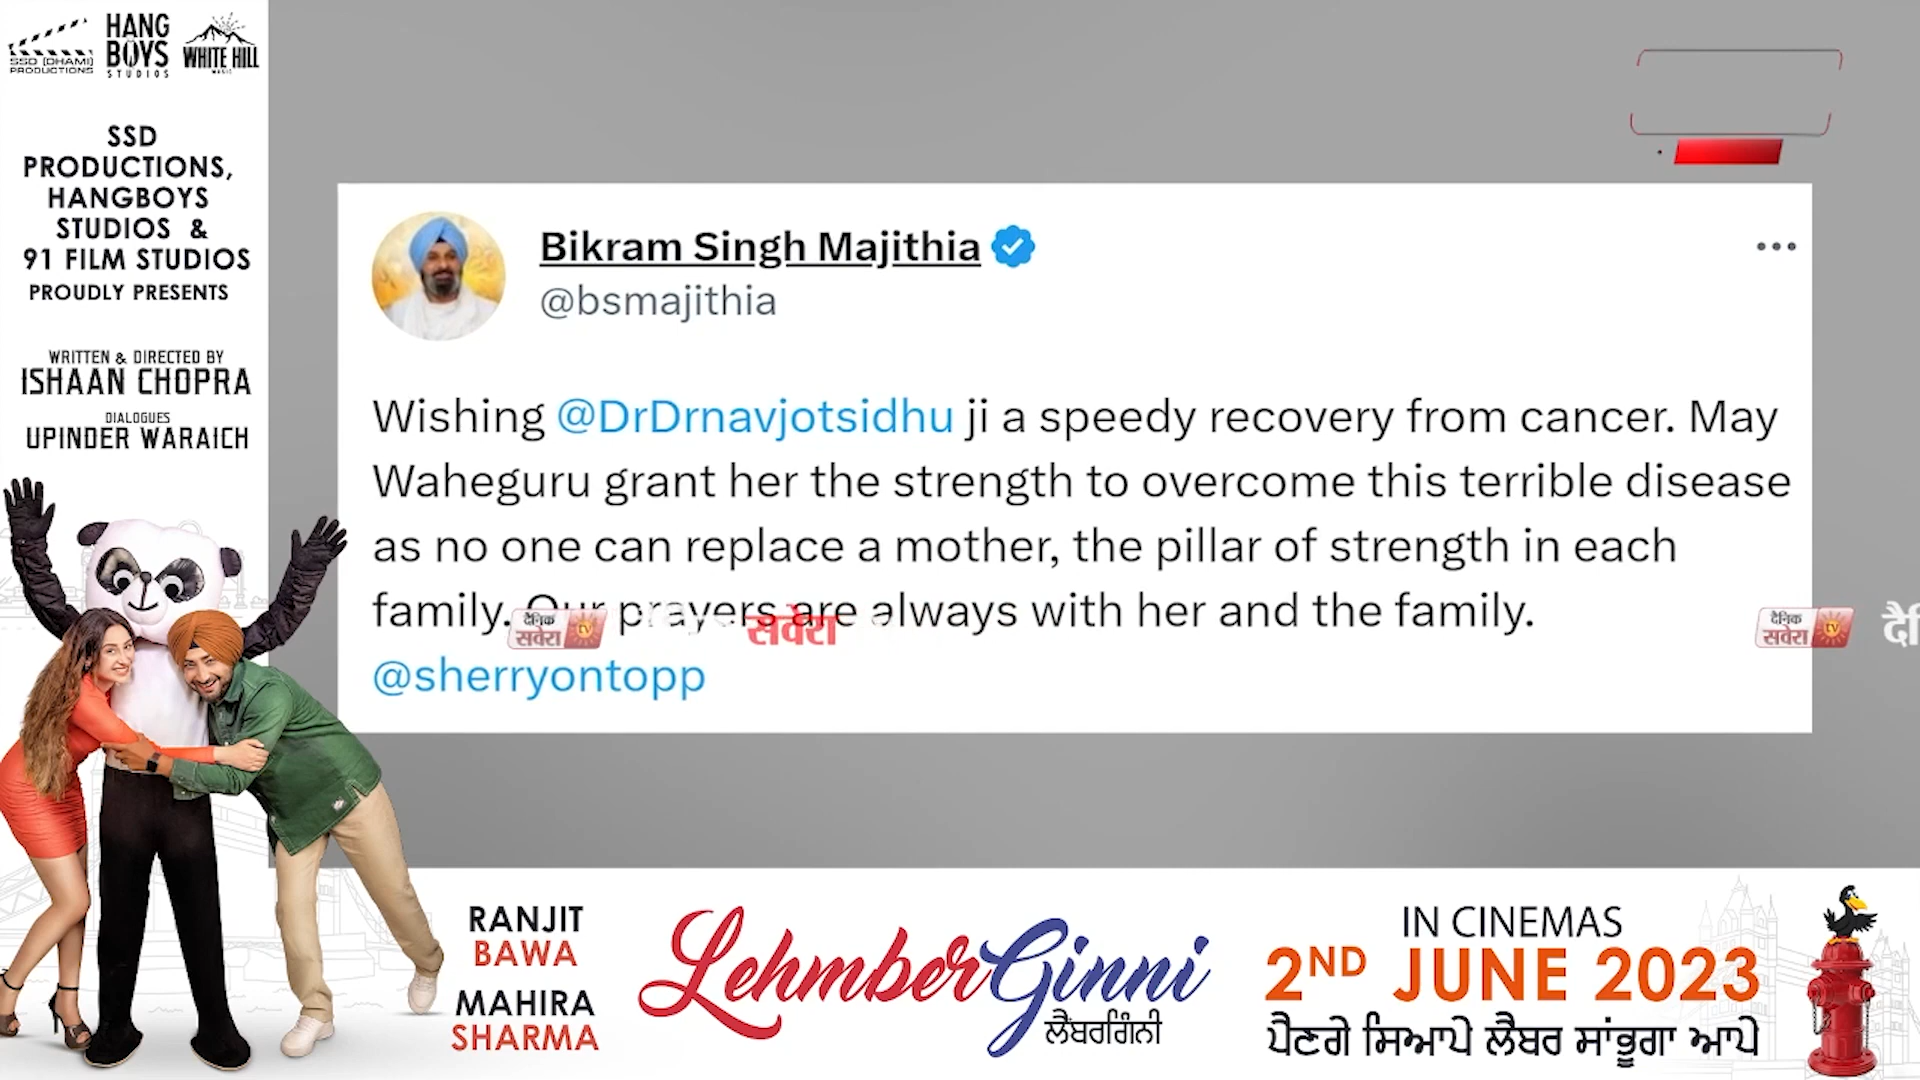 SSD (DHAMI)
PRODUCTIONS
HANG
BOYS
STUDIOS
WHITE HILL
MUSIC
SSD
PRODUCTIONS,
HANGBOYS
STUDIOS &
91 FILM STUDIOS
PROUDLY PRESENTS
WRITTEN & DIRECTED BY
ISHAAN CHOPRA
DIALOGUES
UPINDER WARAICH
Bikram Singh Majithia
@bsmajithia
Wishing @DrDrnavjotsidhu ji a speedy recovery from cancer. May
Waheguru grant her the strength to overcome this terrible disease
as no one can replace a mother, the pillar of strength in each
family. Our prayers are always with her and the family.
@sherryontopp
दैनिक
सवेरा tv
सवेरा
दैनिक
सवेरा tv
RANJIT
BAWA
MAHIRA
SHARMA
LehmberGinni
ਲੈਂਬਰਗਿੰਨੀ
IN CINEMAS
2ND JUNE 2023
ਪੈਣਗੇ ਸਿਆਪੇ ਲੈਂਬਰ ਸਾਂਭੂਗਾ ਆਪੇ